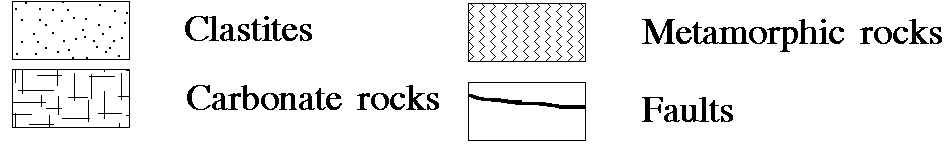 Clastites
Metamorphic rocks
Carbonate rocks
Faults